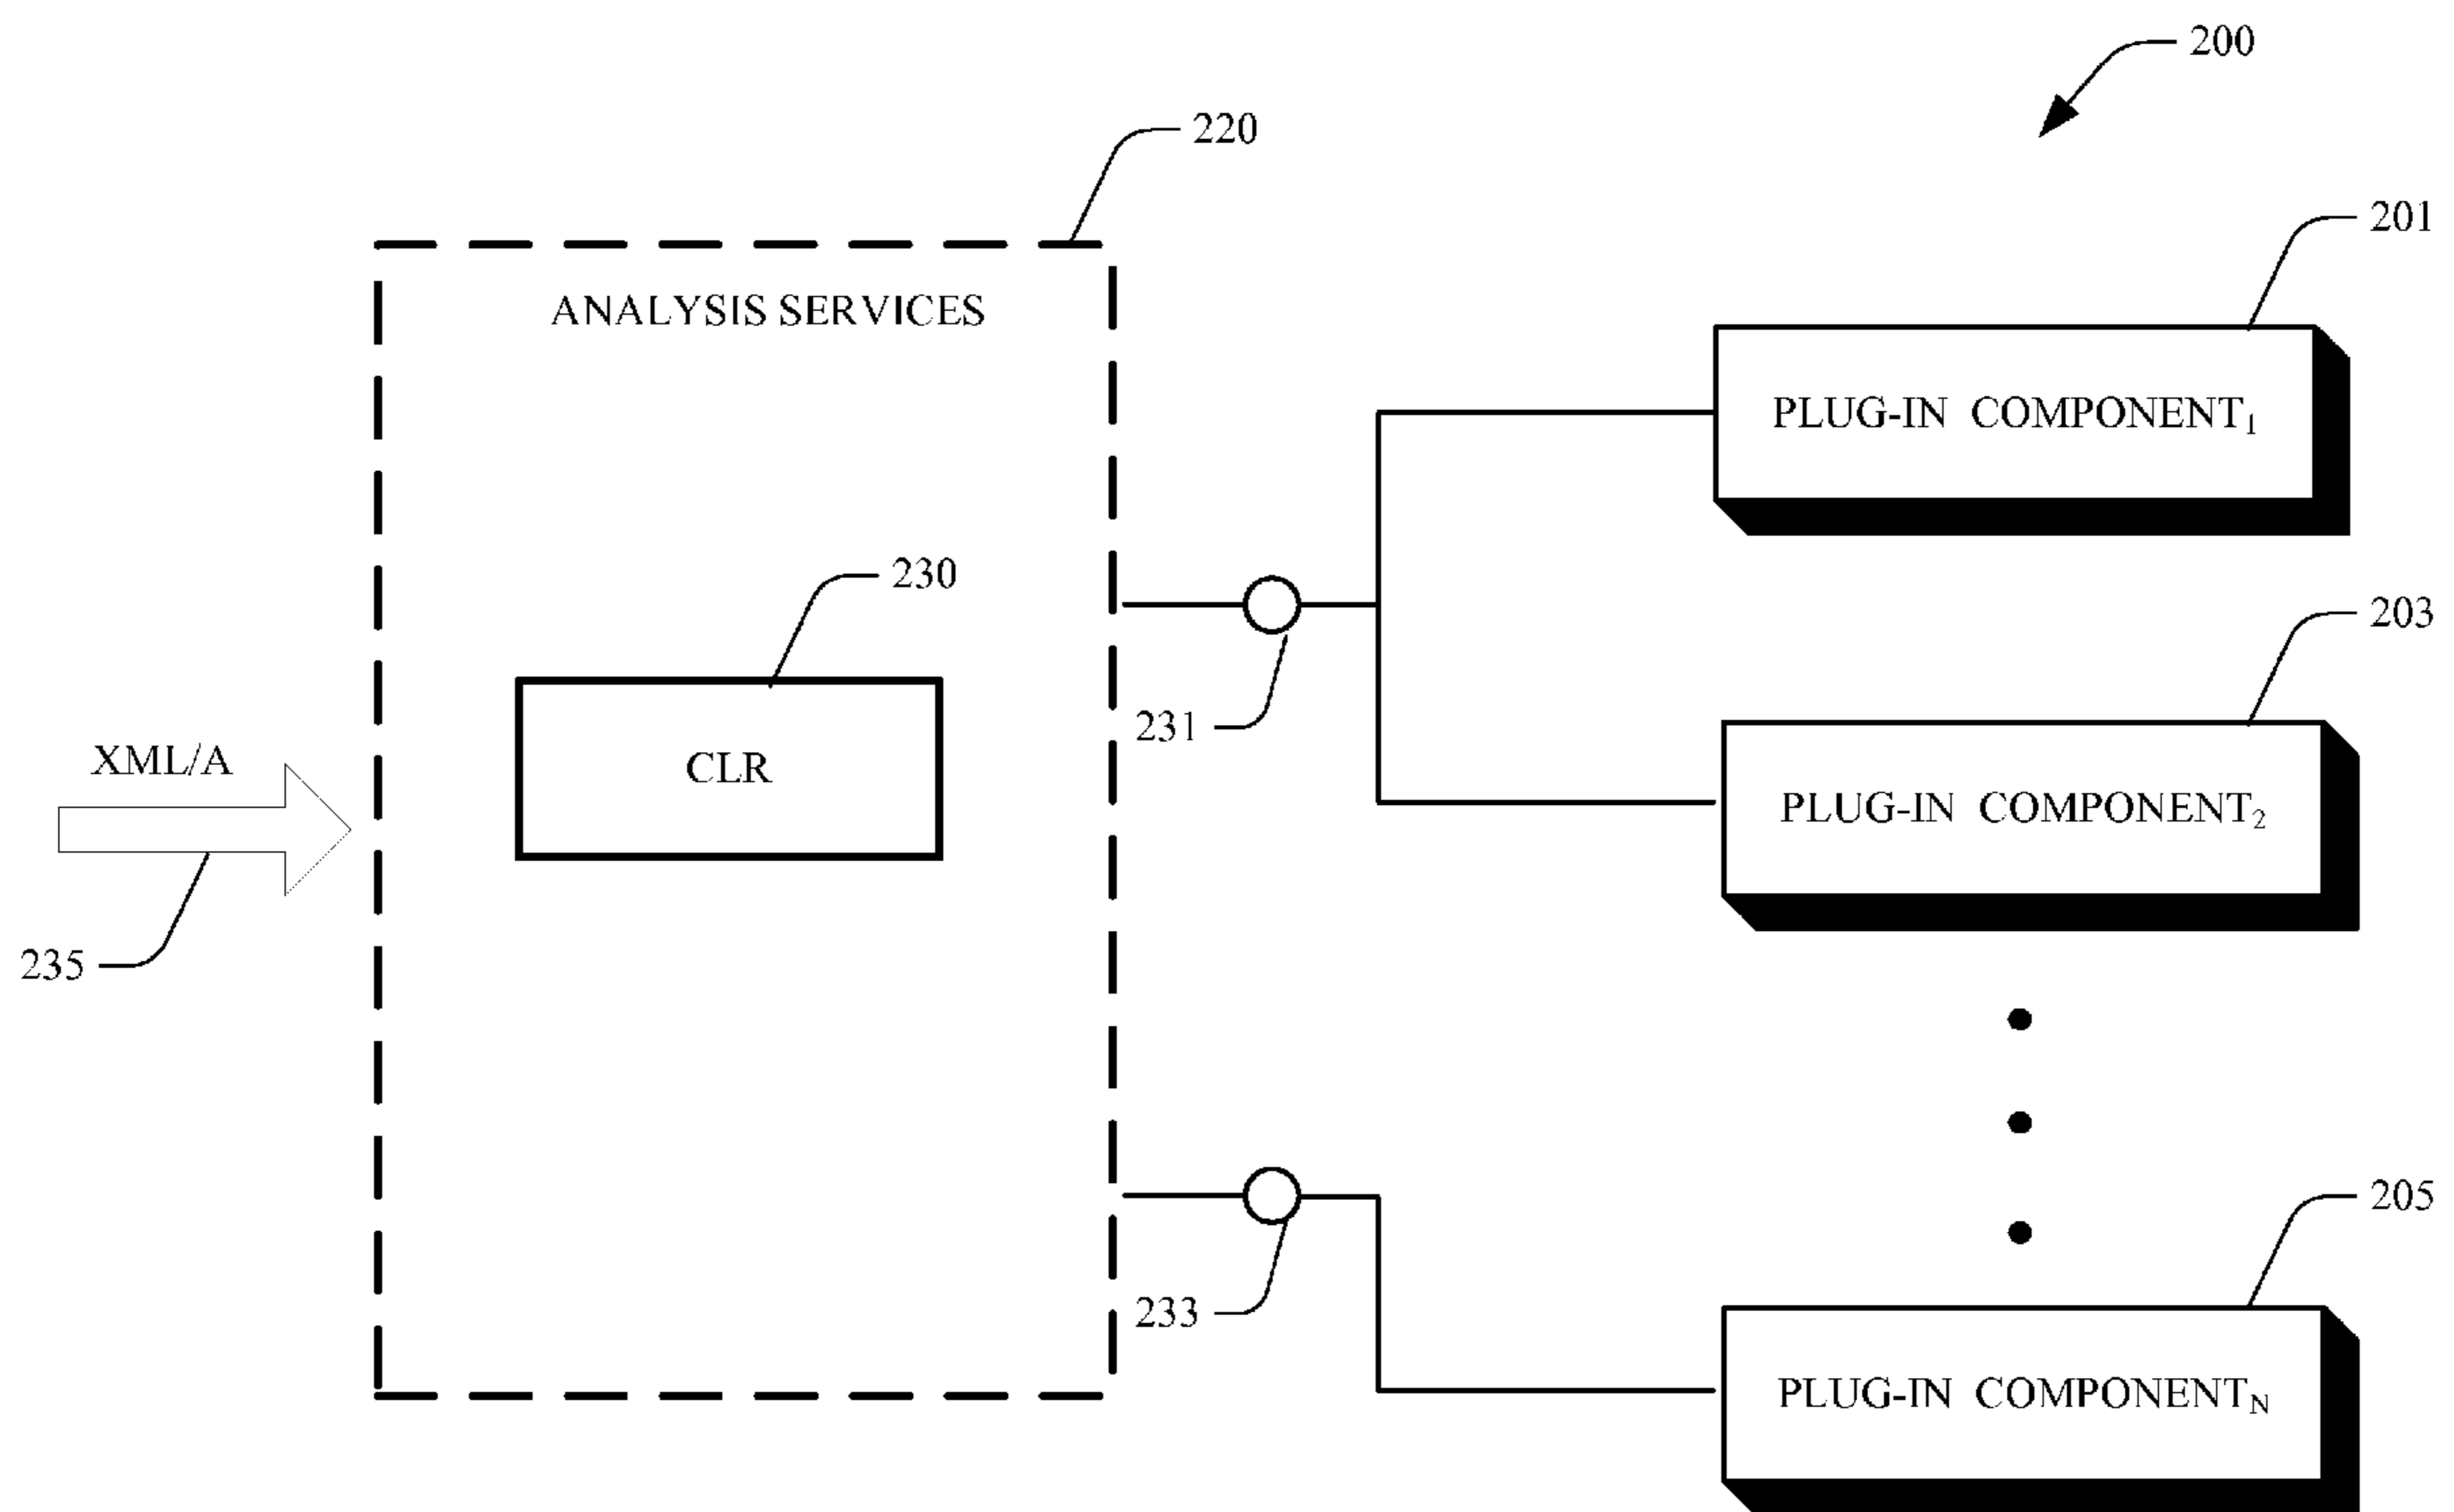 200
220
201
ANALYSIS SERVICES
PLUG-IN COMPONENT₁
230
203
231
XML/A
CLR
PLUG-IN COMPONENT₂
235
205
233
PLUG-IN COMPONENT_N